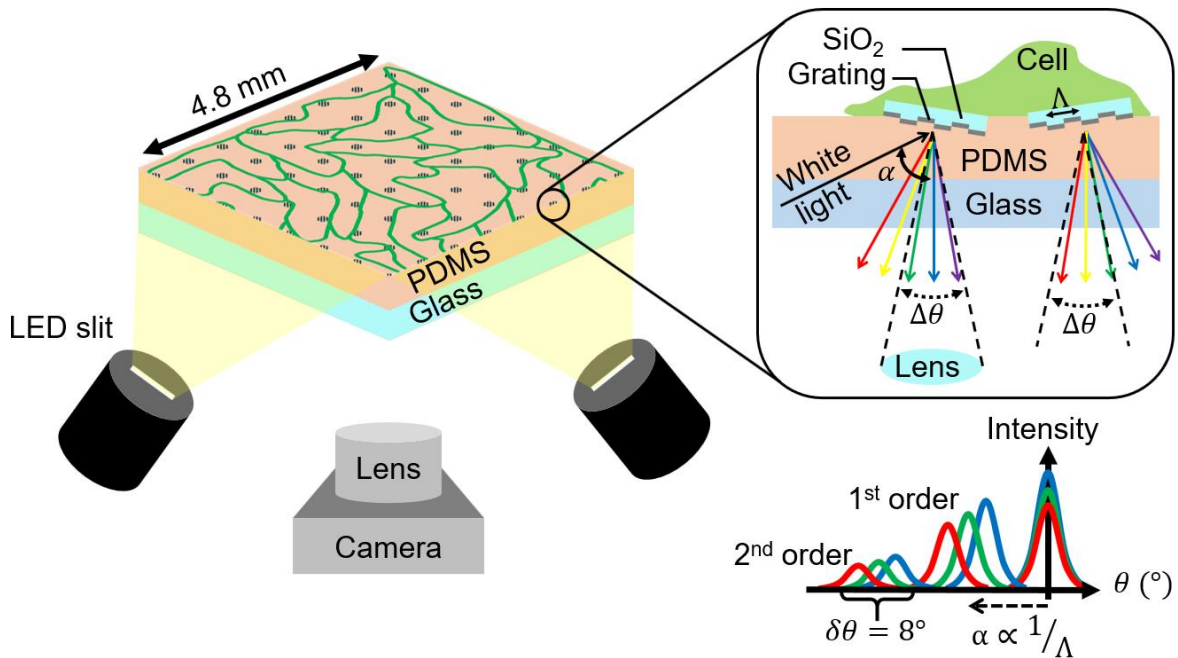 4.8 mm
PDMS
Glass
LED slit
Lens
Camera
SiO₂
Grating
Cell
Λ
White
light
α
PDMS
Glass
Δθ
Δθ
Lens
Intensity
1st order
2nd order
θ (°)
δθ = 8°
α ∝ 1/Λ